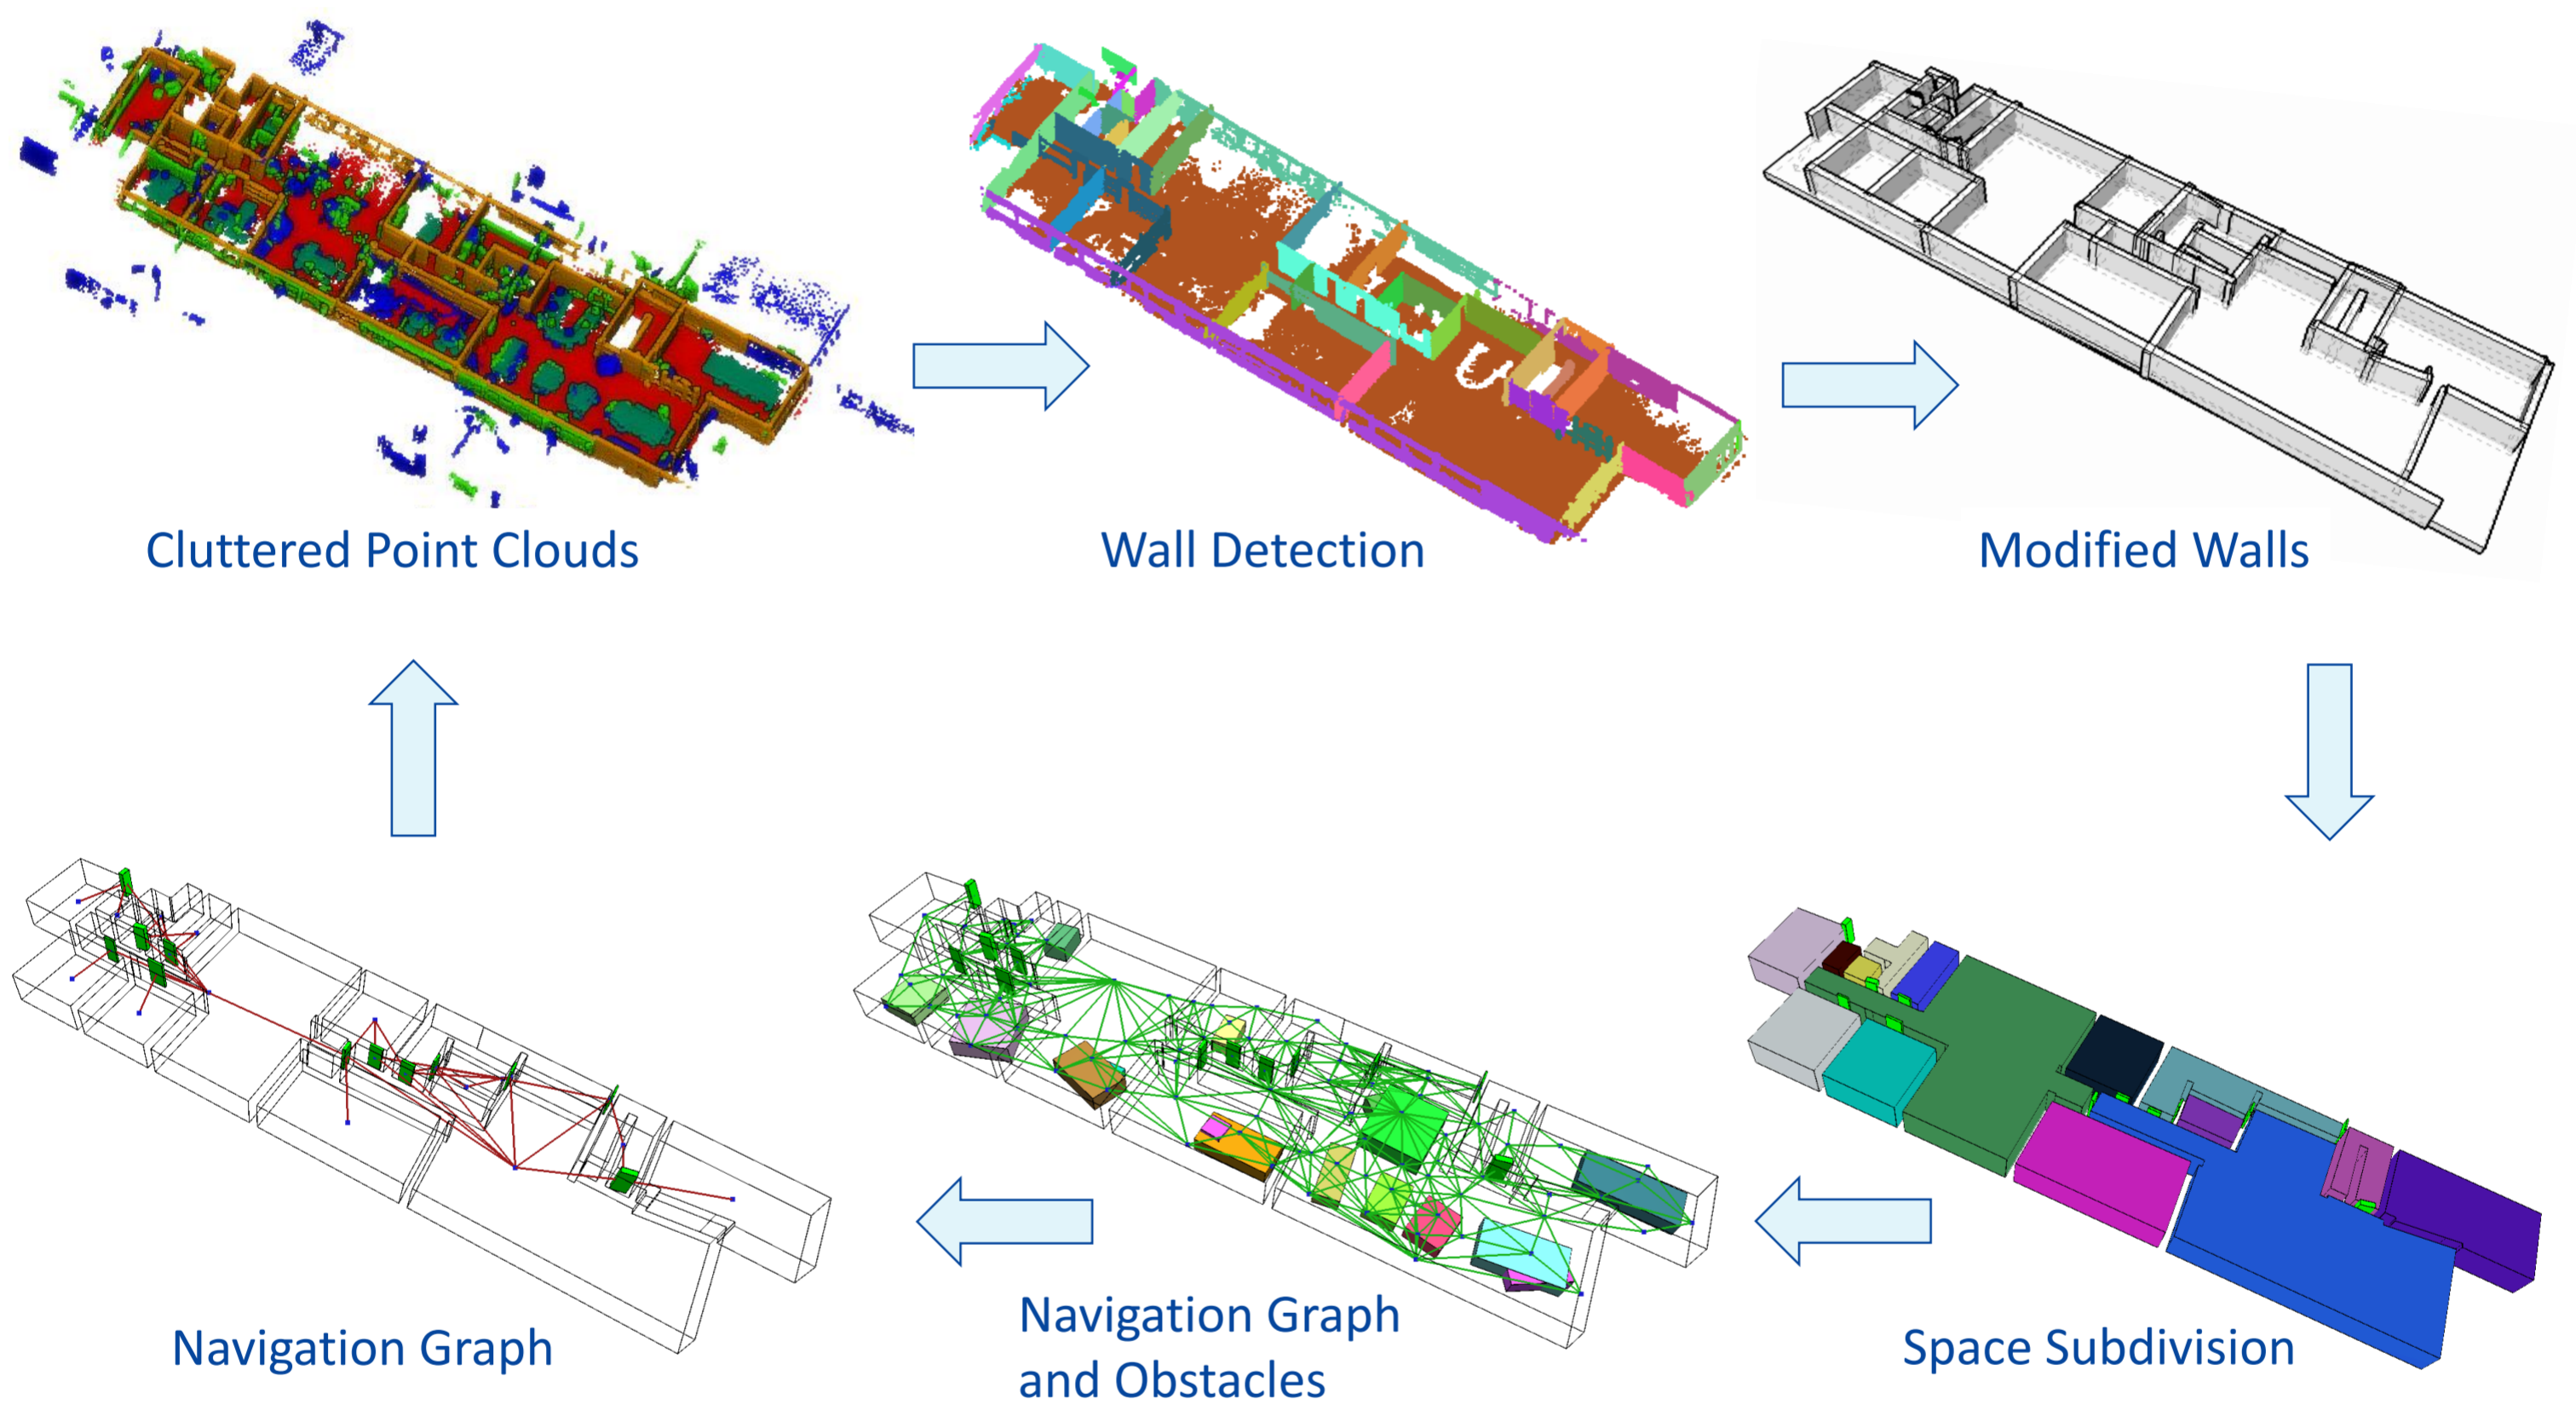 Cluttered Point Clouds
Wall Detection
Modified Walls
Navigation Graph
Navigation Graph
and Obstacles
Space Subdivision